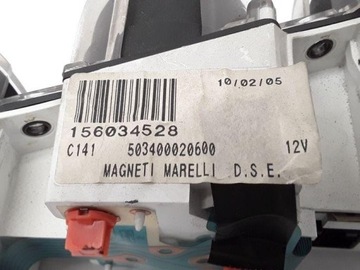 10/02/05
156034528
C141 503400020600 12V
MAGNETI MARELLI D.S.E.